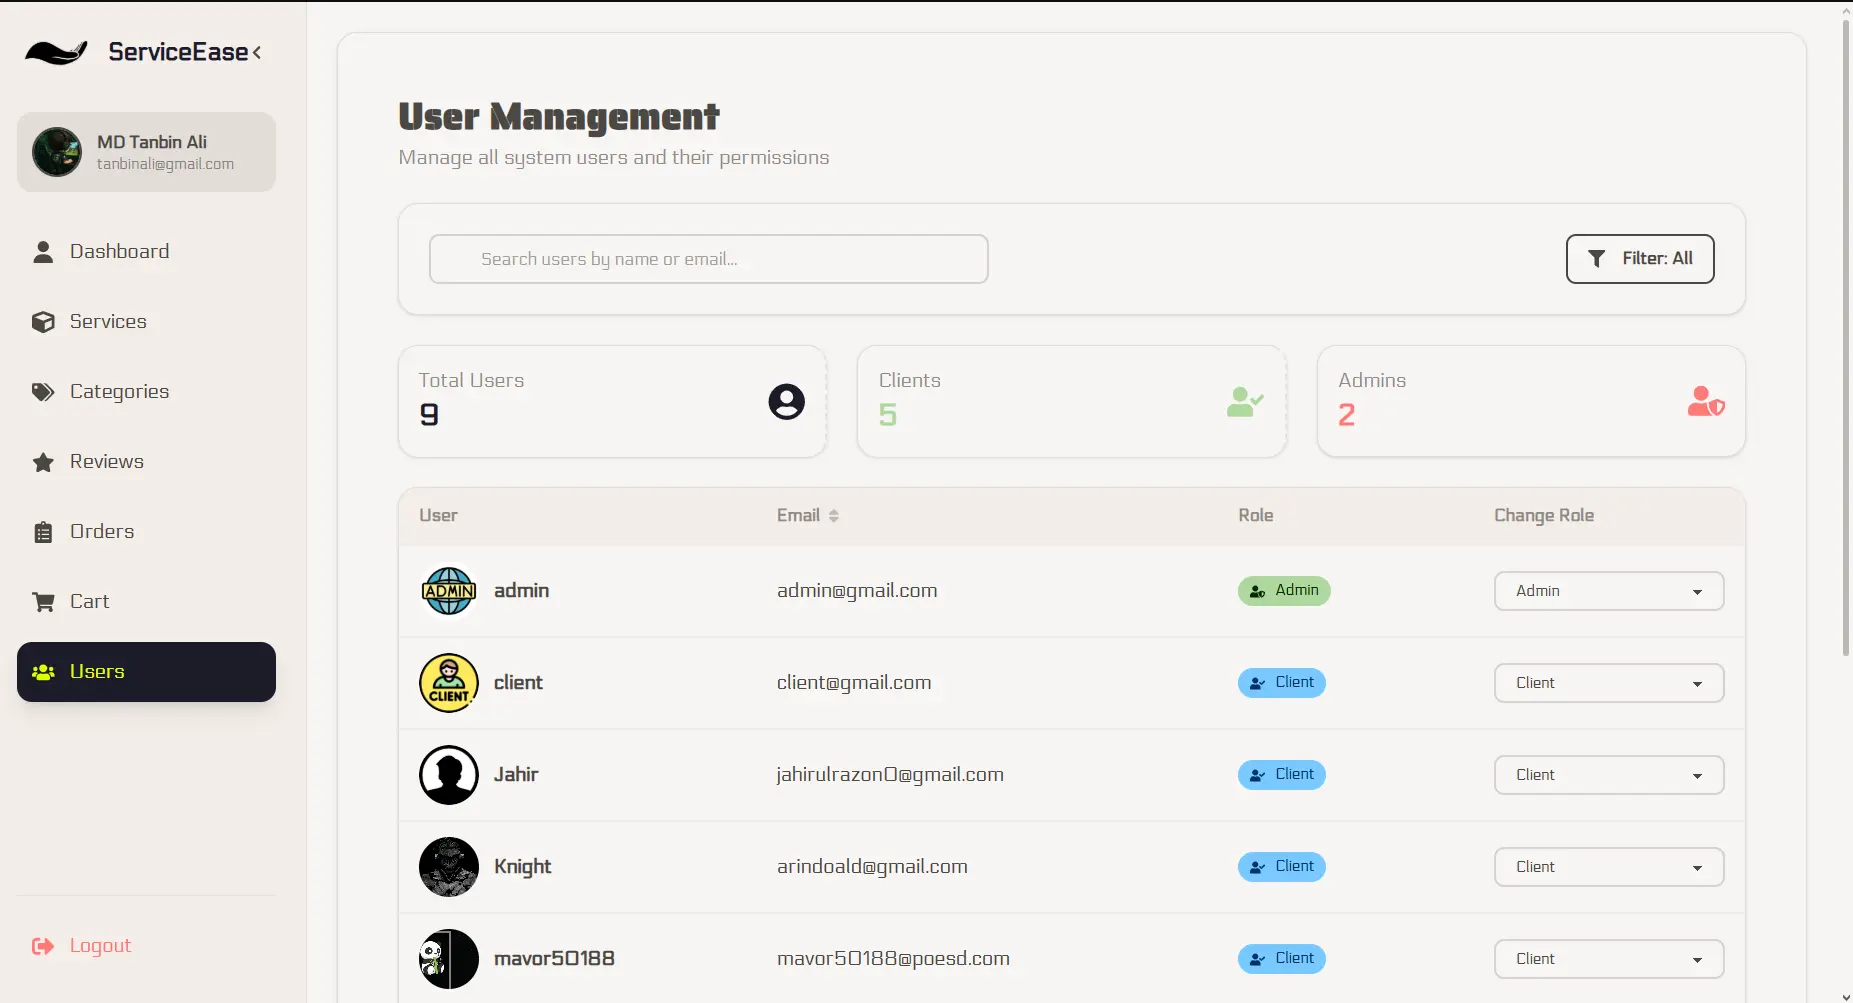 ServiceEase
MD Tanbin Ali
tanbinali@gmail.com
Dashboard
Services
Categories
Reviews
Orders
Cart
Users
Logout
User Management
Manage all system users and their permissions
Search users by name or email...
Filter: All
Total Users
9
Clients
5
Admins
2
User Email Role Change Role
ADMIN admin admin@gmail.com Admin Admin
CLIENT client client@gmail.com Client Client
Jahir jahirulrazon0@gmail.com Client Client
Knight arindoald@gmail.com Client Client
mavor50188 mavor50188@poesd.com Client Client